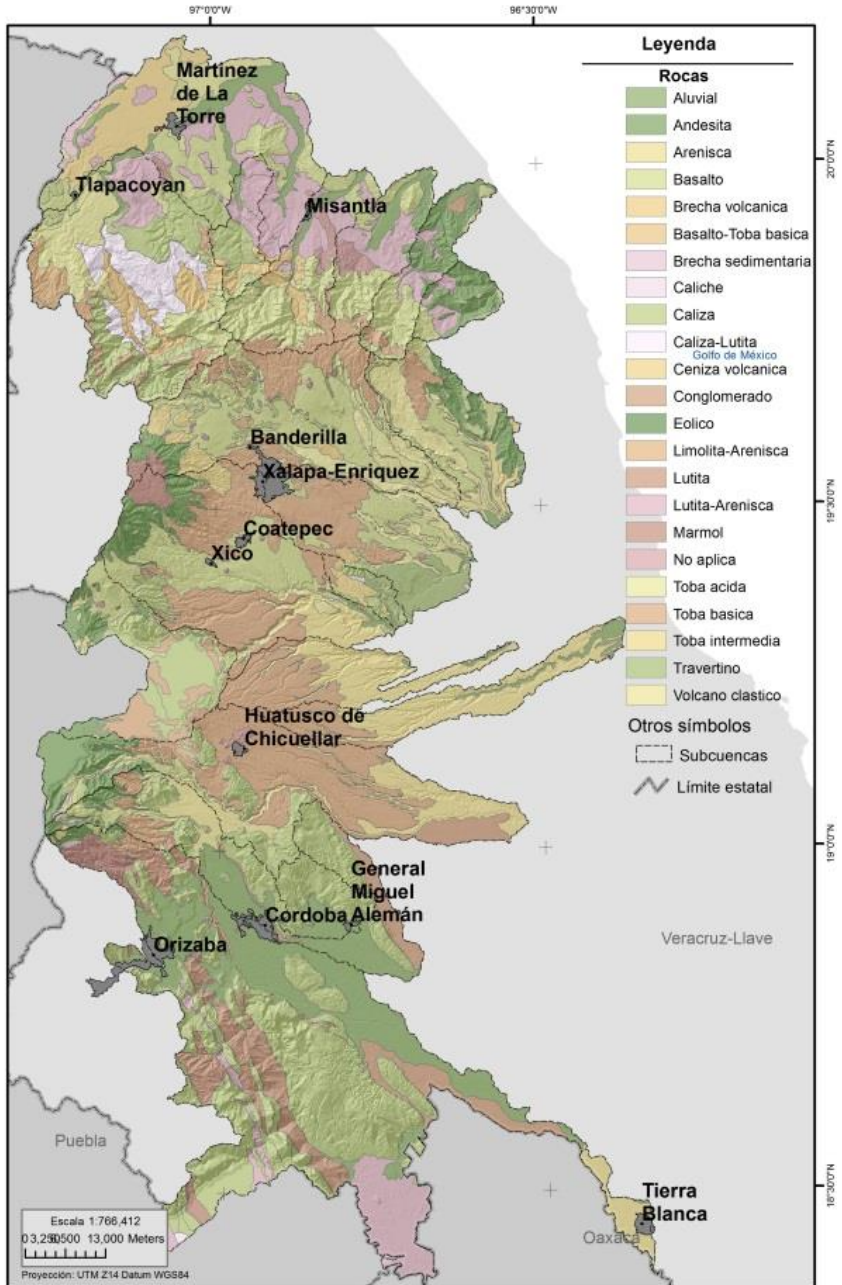 97°0'0"W
96°30'0"W
Leyenda
Rocas
Aluvial
Andesita
Arenisca
Basalto
Brecha volcanica
Basalto-Toba basica
Brecha sedimentaria
Caliche
Caliza
Caliza-Lutita
Golfo de México
Ceniza volcanica
Conglomerado
Eolico
Limolita-Arenisca
Lutita
Lutita-Arenisca
Marmol
No aplica
Toba acida
Toba basica
Toba intermedia
Travertino
Volcano clastico
Otros símbolos
Subcuencas
Límite estatal
Martínez
de La
Torre
Tlapacoyan
Misantla
Banderilla
Xalapa-Enriquez
Coatepec
Xico
Huatusco de
Chicuellar
General
Miguel
Alemán
Cordoba
Orizaba
Veracruz-Llave
Puebla
Tierra
Blanca
Oaxaca
20°0'0"N
19°30'0"N
19°0'0"N
18°30'0"N
Escala 1:766,412
13,000 Meters
Proyección: UTM Z14 Datum WGS84